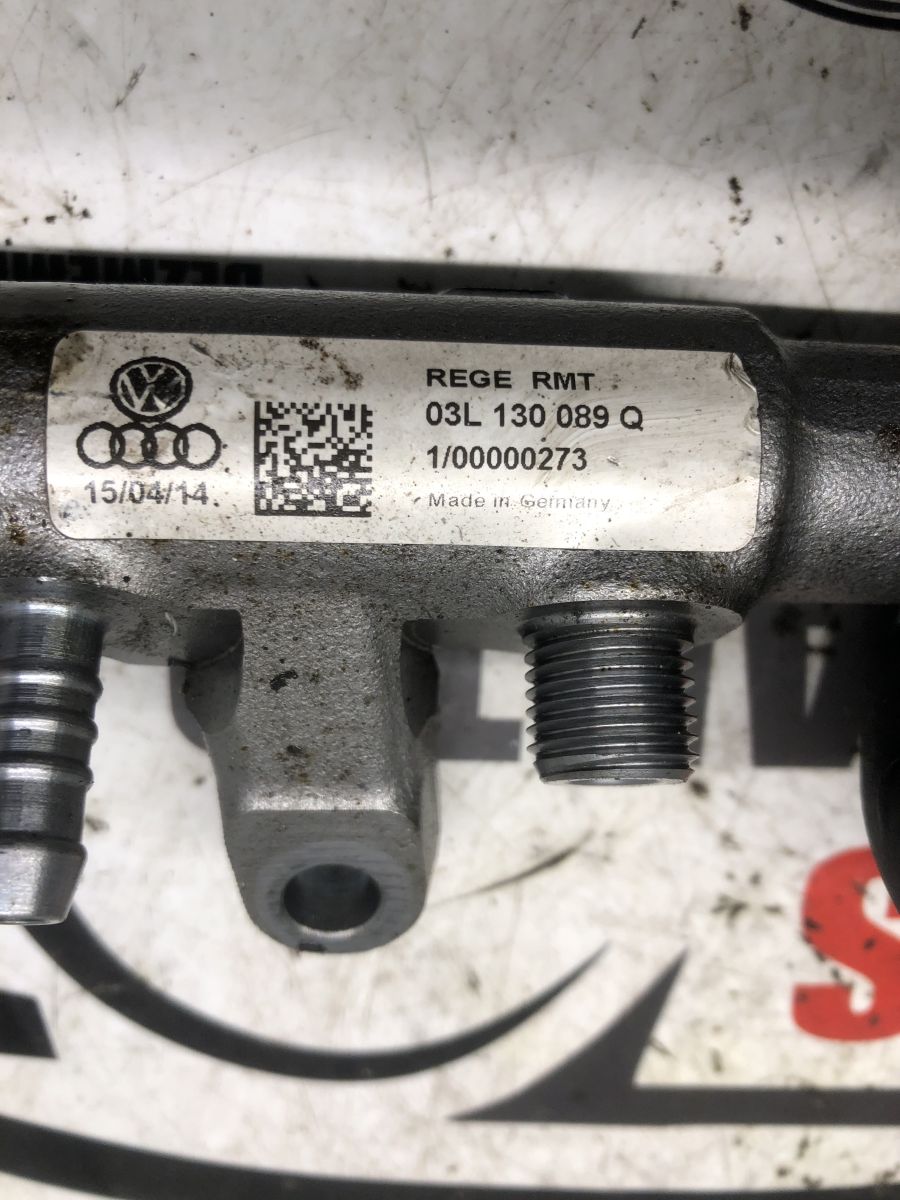 REGE RMT
03L 130 089 Q
1/00000273
Made in Germany
15/04/14